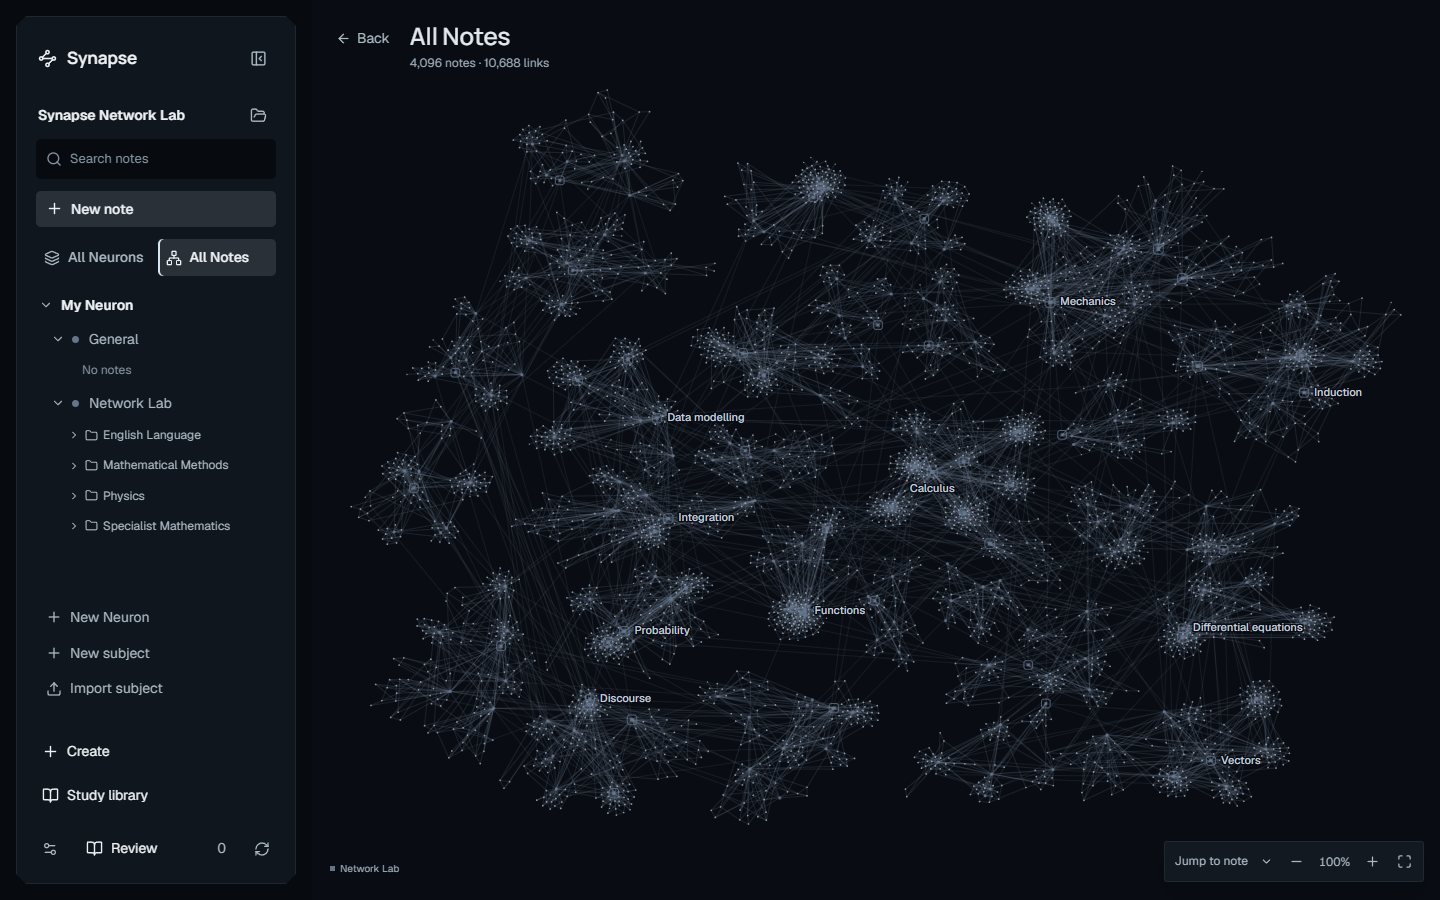 Synapse
Synapse Network Lab
Search notes
New note
All Neurons
All Notes
My Neuron
General
No notes
Network Lab
English Language
Mathematical Methods
Physics
Specialist Mathematics
New Neuron
New subject
Import subject
Create
Study library
Review 0
Back
All Notes
4,096 notes · 10,688 links
Mechanics
Induction
Data modelling
Calculus
Integration
Functions
Probability
Differential equations
Discourse
Vectors
Network Lab
Jump to note
100%